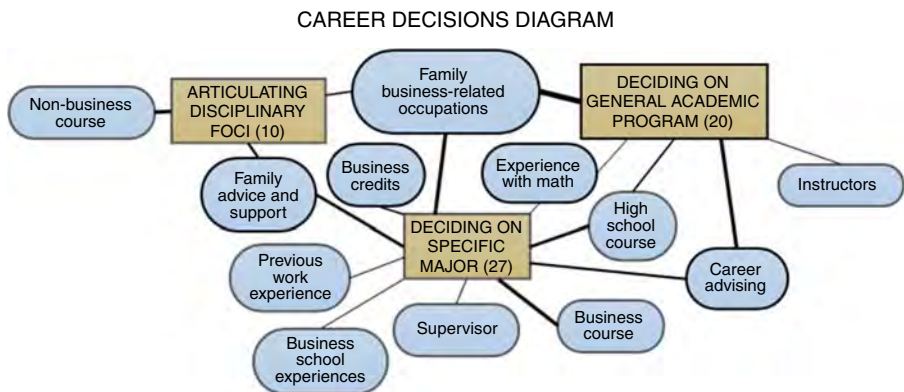 CAREER DECISIONS DIAGRAM
Non-business
course
ARTICULATING
DISCIPLINARY
FOCI (10)
Family
business-related
occupations
DECIDING ON
GENERAL ACADEMIC
PROGRAM (20)
Family
advice and
support
Business
credits
Experience
with math
High
school
course
Instructors
DECIDING ON
SPECIFIC
MAJOR (27)
Previous
work
experience
Career
advising
Business
school
experiences
Supervisor
Business
course